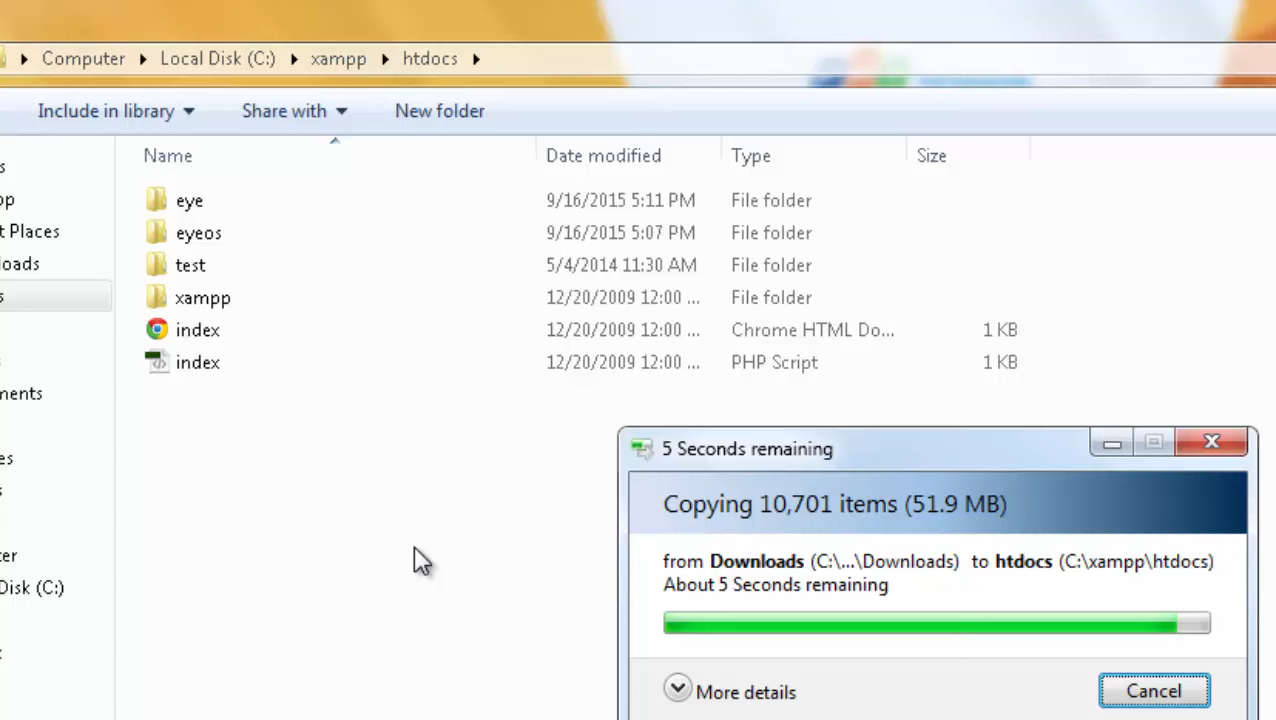 Computer Local Disk (C:) xampp htdocs
Include in library Share with New folder
Name Date modified Type Size
s
eye 9/16/2015 5:11 PM File folder
op
t Places
eyeos 9/16/2015 5:07 PM File folder
loads
test 5/4/2014 11:30 AM File folder
s
xampp 12/20/2009 12:00 ... File folder
index 12/20/2009 12:00 ... Chrome HTML Do... 1 KB
index 12/20/2009 12:00 ... PHP Script 1 KB
ments
es
s
ter
Disk (C:)
5 Seconds remaining
Copying 10,701 items (51.9 MB)
from Downloads (C:\...\Downloads) to htdocs (C:\xampp\htdocs)
About 5 Seconds remaining
More details Cancel